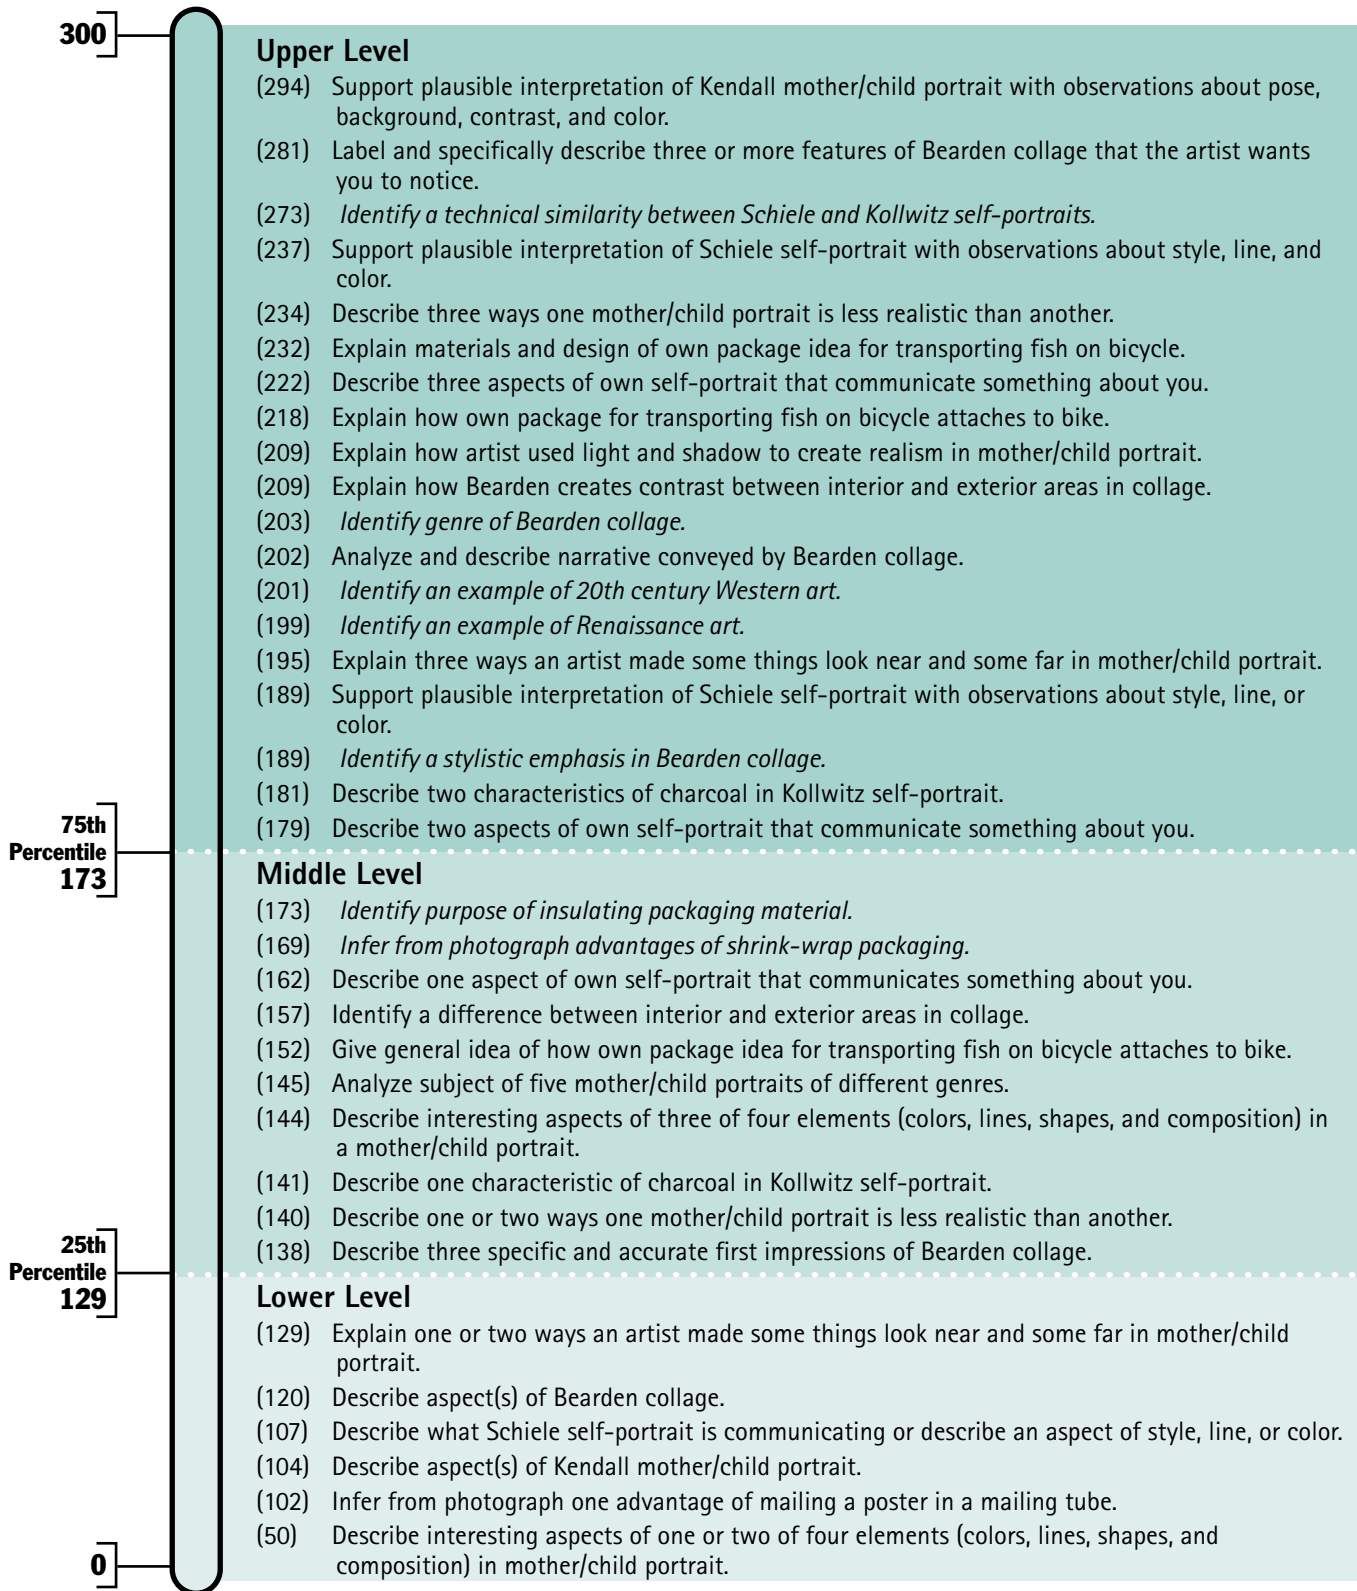 300
Upper Level
(294) Support plausible interpretation of Kendall mother/child portrait with observations about pose,
background, contrast, and color.
(281) Label and specifically describe three or more features of Bearden collage that the artist wants
you to notice.
(273) Identify a technical similarity between Schiele and Kollwitz self-portraits.
(237) Support plausible interpretation of Schiele self-portrait with observations about style, line, and
color.
(234) Describe three ways one mother/child portrait is less realistic than another.
(232) Explain materials and design of own package idea for transporting fish on bicycle.
(222) Describe three aspects of own self-portrait that communicate something about you.
(218) Explain how own package for transporting fish on bicycle attaches to bike.
(209) Explain how artist used light and shadow to create realism in mother/child portrait.
(209) Explain how Bearden creates contrast between interior and exterior areas in collage.
(203) Identify genre of Bearden collage.
(202) Analyze and describe narrative conveyed by Bearden collage.
(201) Identify an example of 20th century Western art.
(199) Identify an example of Renaissance art.
(195) Explain three ways an artist made some things look near and some far in mother/child portrait.
(189) Support plausible interpretation of Schiele self-portrait with observations about style, line, or
color.
(189) Identify a stylistic emphasis in Bearden collage.
(181) Describe two characteristics of charcoal in Kollwitz self-portrait.
(179) Describe two aspects of own self-portrait that communicate something about you.
75th
Percentile
173
Middle Level
(173) Identify purpose of insulating packaging material.
(169) Infer from photograph advantages of shrink-wrap packaging.
(162) Describe one aspect of own self-portrait that communicates something about you.
(157) Identify a difference between interior and exterior areas in collage.
(152) Give general idea of how own package idea for transporting fish on bicycle attaches to bike.
(145) Analyze subject of five mother/child portraits of different genres.
(144) Describe interesting aspects of three of four elements (colors, lines, shapes, and composition) in
a mother/child portrait.
(141) Describe one characteristic of charcoal in Kollwitz self-portrait.
(140) Describe one or two ways one mother/child portrait is less realistic than another.
(138) Describe three specific and accurate first impressions of Bearden collage.
25th
Percentile
129
Lower Level
(129) Explain one or two ways an artist made some things look near and some far in mother/child
portrait.
(120) Describe aspect(s) of Bearden collage.
(107) Describe what Schiele self-portrait is communicating or describe an aspect of style, line, or color.
(104) Describe aspect(s) of Kendall mother/child portrait.
(102) Infer from photograph one advantage of mailing a poster in a mailing tube.
(50) Describe interesting aspects of one or two of four elements (colors, lines, shapes, and
composition) in mother/child portrait.
0